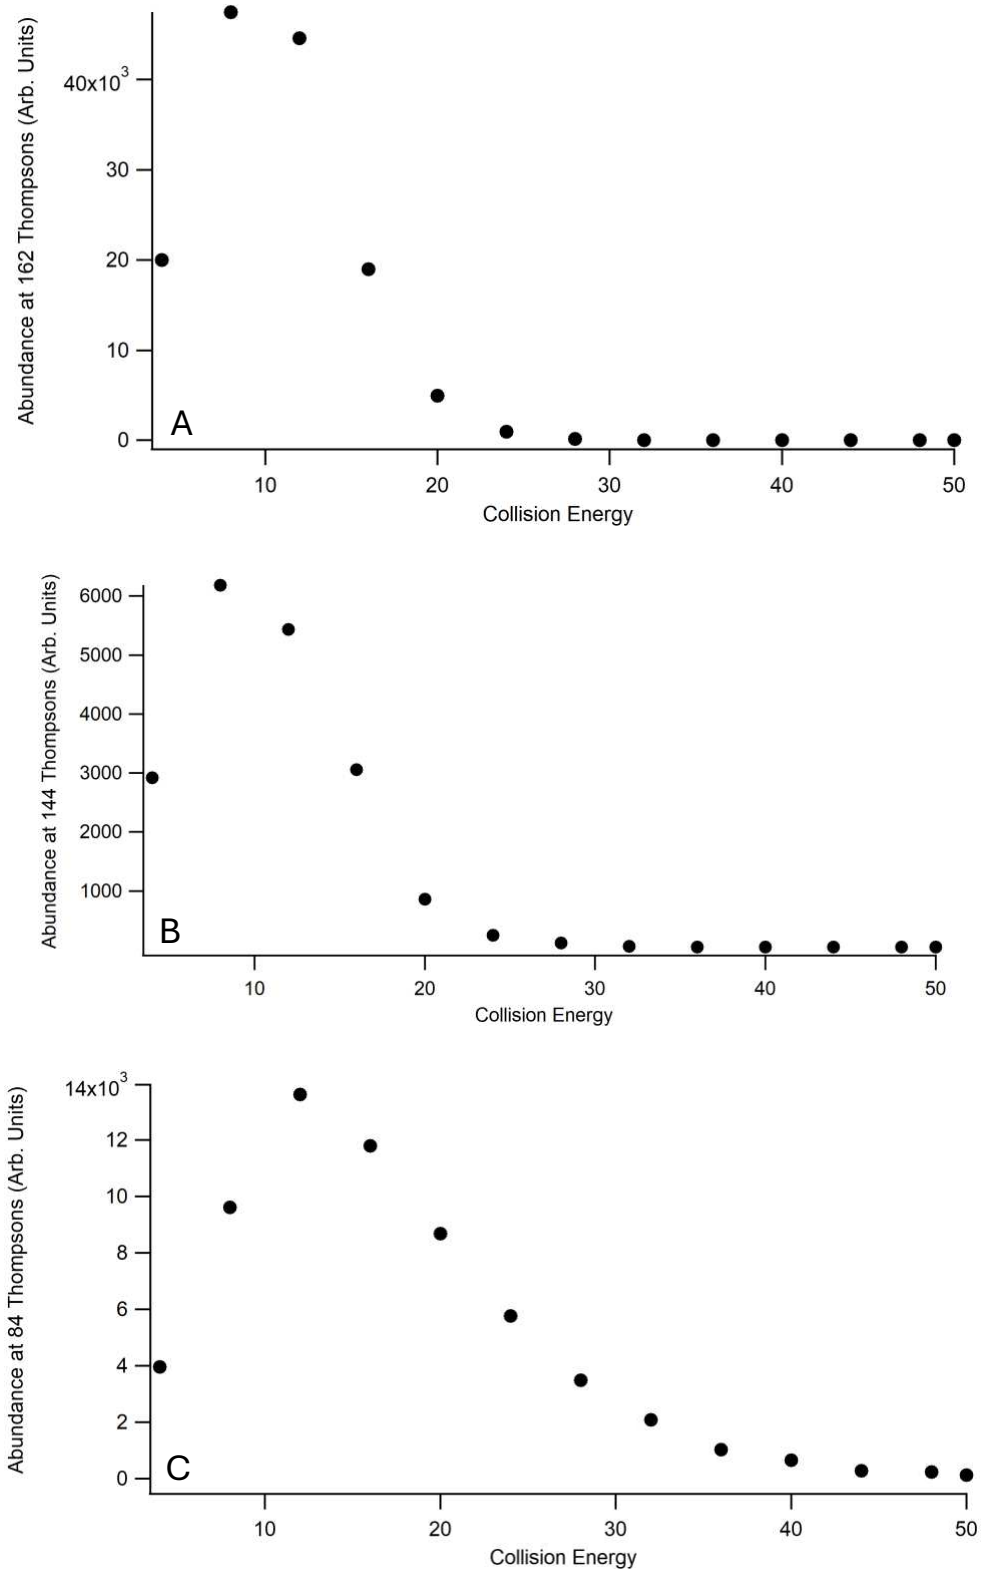 Abundance at 162 Thompsons (Arb. Units)
40x10³
30
20
10
0
A
10 20 30 40 50
Collision Energy
Abundance at 144 Thompsons (Arb. Units)
6000
5000
4000
3000
2000
1000
B
10 20 30 40 50
Collision Energy
Abundance at 84 Thompsons (Arb. Units)
14x10³
12
10
8
6
4
2
0
C
10 20 30 40 50
Collision Energy